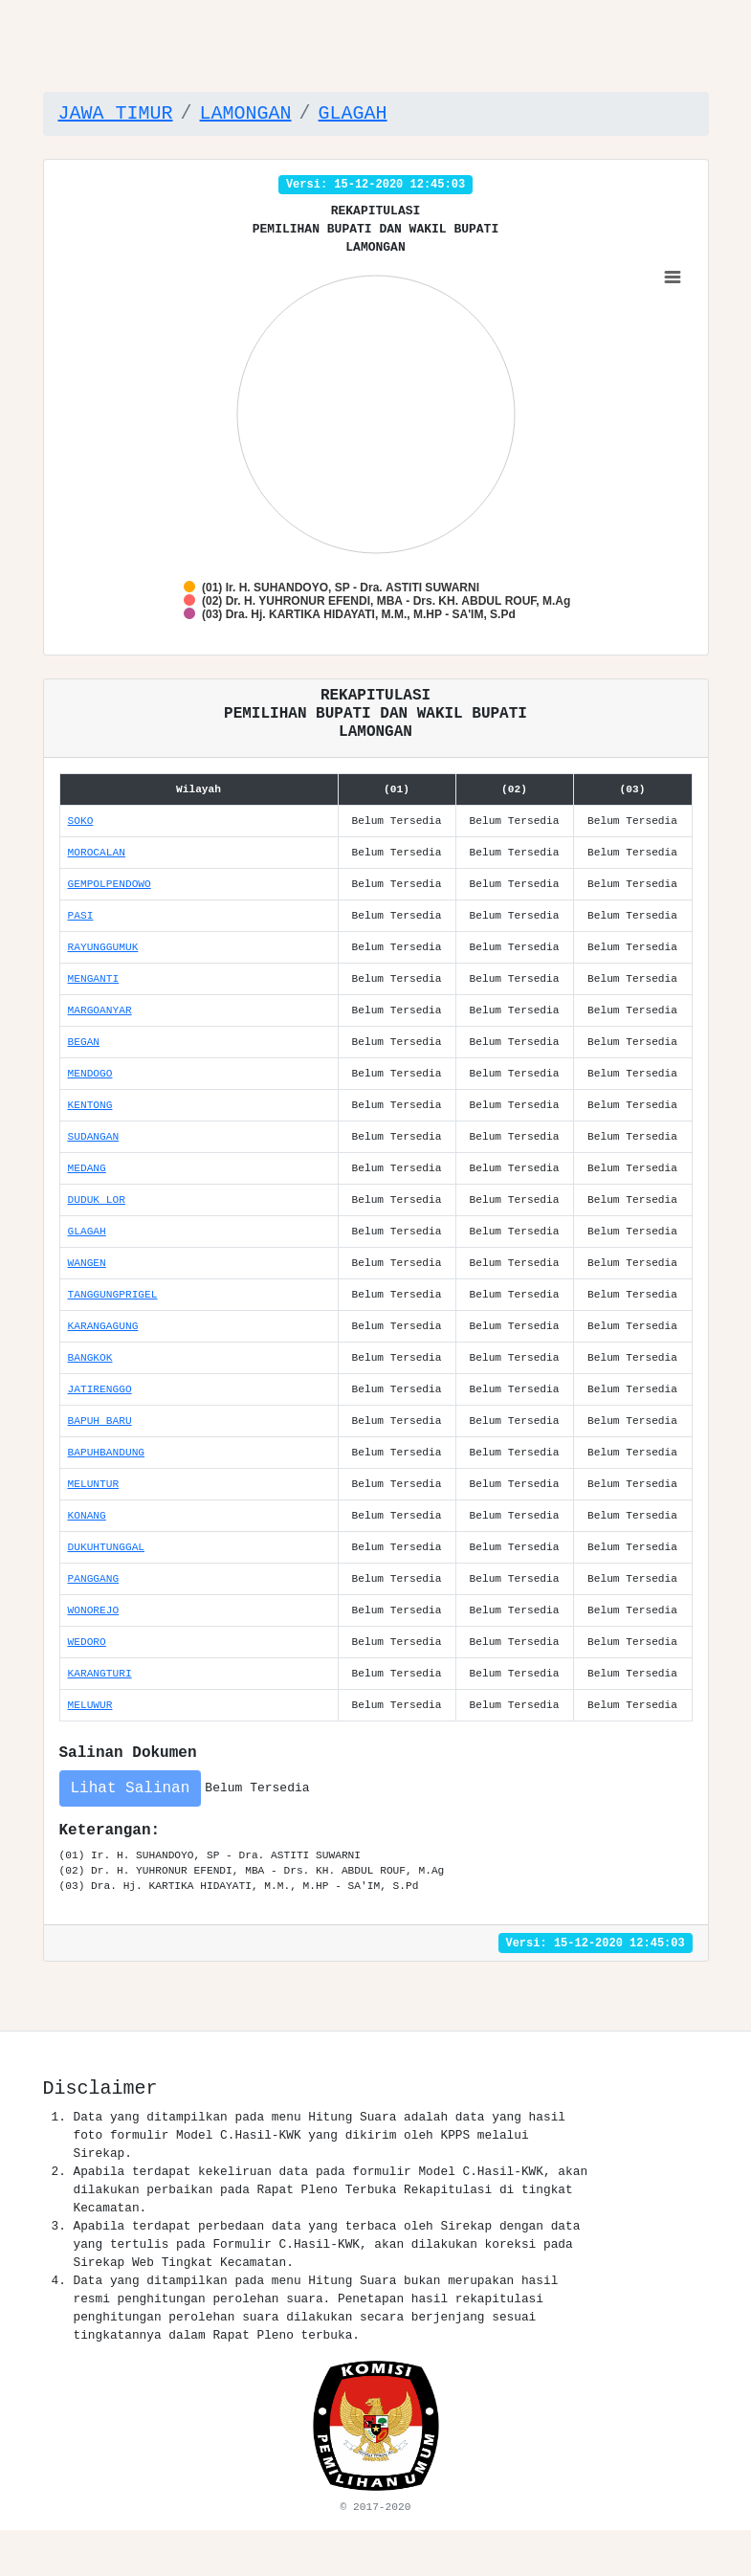 JAWA TIMUR / LAMONGAN / GLAGAH
Versi: 15-12-2020 12:45:03
REKAPITULASI
PEMILIHAN BUPATI DAN WAKIL BUPATI
LAMONGAN
(01) Ir. H. SUHANDOYO, SP - Dra. ASTITI SUWARNI
(02) Dr. H. YUHRONUR EFENDI, MBA - Drs. KH. ABDUL ROUF, M.Ag
(03) Dra. Hj. KARTIKA HIDAYATI, M.M., M.HP - SA'IM, S.Pd
REKAPITULASI
PEMILIHAN BUPATI DAN WAKIL BUPATI
LAMONGAN
Wilayah (01) (02) (03)
SOKO Belum Tersedia Belum Tersedia Belum Tersedia
MOROCALAN Belum Tersedia Belum Tersedia Belum Tersedia
GEMPOLPENDOWO Belum Tersedia Belum Tersedia Belum Tersedia
PASI Belum Tersedia Belum Tersedia Belum Tersedia
RAYUNGGUMUK Belum Tersedia Belum Tersedia Belum Tersedia
MENGANTI Belum Tersedia Belum Tersedia Belum Tersedia
MARGOANYAR Belum Tersedia Belum Tersedia Belum Tersedia
BEGAN Belum Tersedia Belum Tersedia Belum Tersedia
MENDOGO Belum Tersedia Belum Tersedia Belum Tersedia
KENTONG Belum Tersedia Belum Tersedia Belum Tersedia
SUDANGAN Belum Tersedia Belum Tersedia Belum Tersedia
MEDANG Belum Tersedia Belum Tersedia Belum Tersedia
DUDUK LOR Belum Tersedia Belum Tersedia Belum Tersedia
GLAGAH Belum Tersedia Belum Tersedia Belum Tersedia
WANGEN Belum Tersedia Belum Tersedia Belum Tersedia
TANGGUNGPRIGEL Belum Tersedia Belum Tersedia Belum Tersedia
KARANGAGUNG Belum Tersedia Belum Tersedia Belum Tersedia
BANGKOK Belum Tersedia Belum Tersedia Belum Tersedia
JATIRENGGO Belum Tersedia Belum Tersedia Belum Tersedia
BAPUH BARU Belum Tersedia Belum Tersedia Belum Tersedia
BAPUHBANDUNG Belum Tersedia Belum Tersedia Belum Tersedia
MELUNTUR Belum Tersedia Belum Tersedia Belum Tersedia
KONANG Belum Tersedia Belum Tersedia Belum Tersedia
DUKUHTUNGGAL Belum Tersedia Belum Tersedia Belum Tersedia
PANGGANG Belum Tersedia Belum Tersedia Belum Tersedia
WONOREJO Belum Tersedia Belum Tersedia Belum Tersedia
WEDORO Belum Tersedia Belum Tersedia Belum Tersedia
KARANGTURI Belum Tersedia Belum Tersedia Belum Tersedia
MELUWUR Belum Tersedia Belum Tersedia Belum Tersedia
Salinan Dokumen
Lihat Salinan Belum Tersedia
Keterangan:
(01) Ir. H. SUHANDOYO, SP - Dra. ASTITI SUWARNI
(02) Dr. H. YUHRONUR EFENDI, MBA - Drs. KH. ABDUL ROUF, M.Ag
(03) Dra. Hj. KARTIKA HIDAYATI, M.M., M.HP - SA'IM, S.Pd
Versi: 15-12-2020 12:45:03
Disclaimer
1. Data yang ditampilkan pada menu Hitung Suara adalah data yang hasil
foto formulir Model C.Hasil-KWK yang dikirim oleh KPPS melalui
Sirekap.
2. Apabila terdapat kekeliruan data pada formulir Model C.Hasil-KWK, akan
dilakukan perbaikan pada Rapat Pleno Terbuka Rekapitulasi di tingkat
Kecamatan.
3. Apabila terdapat perbedaan data yang terbaca oleh Sirekap dengan data
yang tertulis pada Formulir C.Hasil-KWK, akan dilakukan koreksi pada
Sirekap Web Tingkat Kecamatan.
4. Data yang ditampilkan pada menu Hitung Suara bukan merupakan hasil
resmi penghitungan perolehan suara. Penetapan hasil rekapitulasi
penghitungan perolehan suara dilakukan secara berjenjang sesuai
tingkatannya dalam Rapat Pleno terbuka.
KOMISI
PEMILIHAN UMUM
© 2017-2020